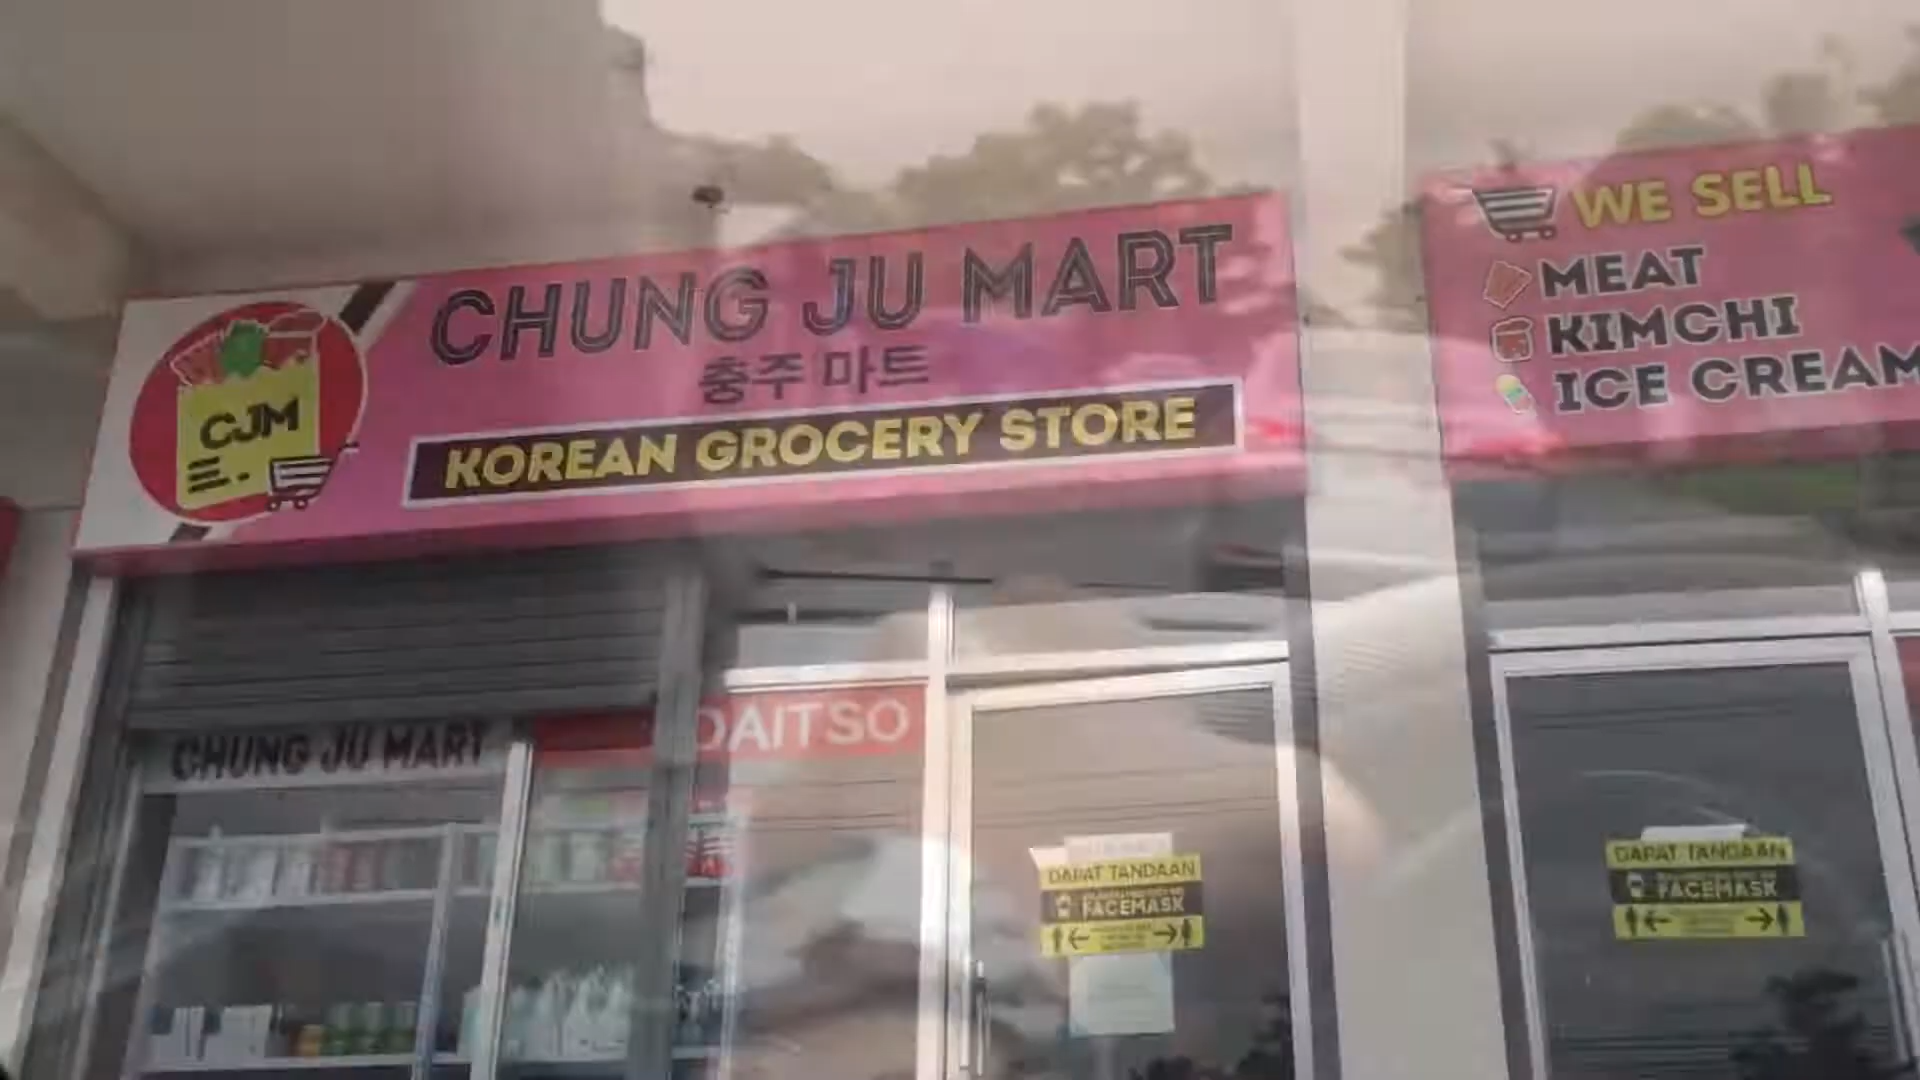 CHUNG JU MART
충주 마트
KOREAN GROCERY STORE
CJM
WE SELL
MEAT
KIMCHI
ICE CREAM
CHUNG JU MART
DAITSO
DAPAT TANDAAN
FACEMASK
DAPAT TANDAAN
FACEMASK